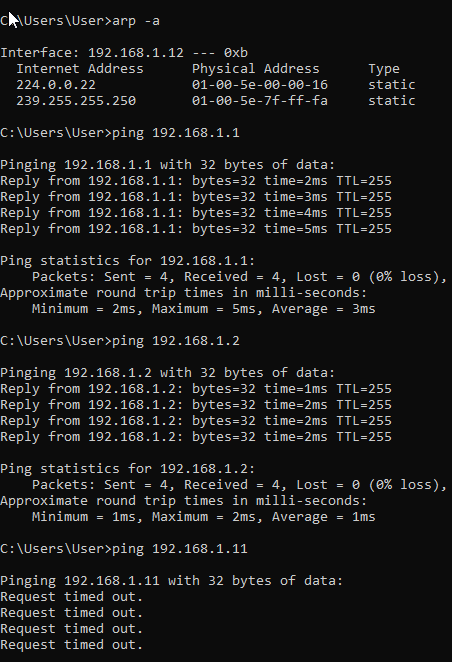 C:\Users\User>arp -a
Interface: 192.168.1.12 --- 0xb
  Internet Address      Physical Address      Type
  224.0.0.22            01-00-5e-00-00-16     static
  239.255.255.250       01-00-5e-7f-ff-fa     static
C:\Users\User>ping 192.168.1.1
Pinging 192.168.1.1 with 32 bytes of data:
Reply from 192.168.1.1: bytes=32 time=2ms TTL=255
Reply from 192.168.1.1: bytes=32 time=3ms TTL=255
Reply from 192.168.1.1: bytes=32 time=4ms TTL=255
Reply from 192.168.1.1: bytes=32 time=5ms TTL=255
Ping statistics for 192.168.1.1:
    Packets: Sent = 4, Received = 4, Lost = 0 (0% loss),
Approximate round trip times in milli-seconds:
    Minimum = 2ms, Maximum = 5ms, Average = 3ms
C:\Users\User>ping 192.168.1.2
Pinging 192.168.1.2 with 32 bytes of data:
Reply from 192.168.1.2: bytes=32 time=1ms TTL=255
Reply from 192.168.1.2: bytes=32 time=2ms TTL=255
Reply from 192.168.1.2: bytes=32 time=2ms TTL=255
Reply from 192.168.1.2: bytes=32 time=2ms TTL=255
Ping statistics for 192.168.1.2:
    Packets: Sent = 4, Received = 4, Lost = 0 (0% loss),
Approximate round trip times in milli-seconds:
    Minimum = 1ms, Maximum = 2ms, Average = 1ms
C:\Users\User>ping 192.168.1.11
Pinging 192.168.1.11 with 32 bytes of data:
Request timed out.
Request timed out.
Request timed out.
Request timed out.